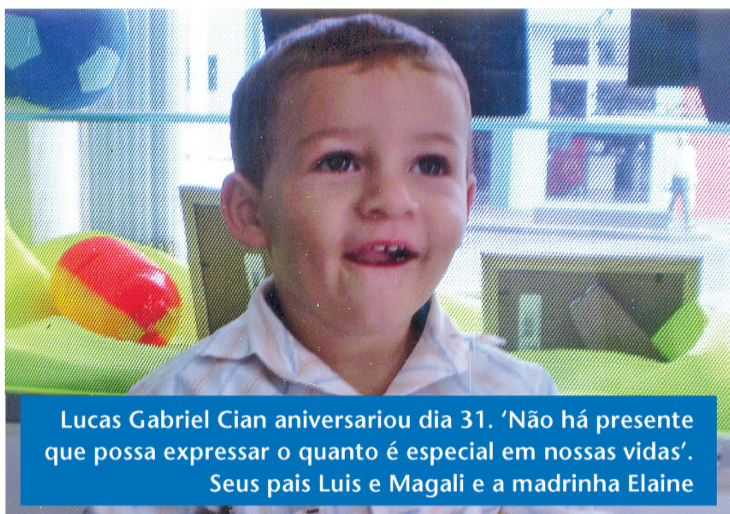 Lucas Gabriel Cian aniversariou dia 31. ‘Não há presente
que possa expressar o quanto é especial em nossas vidas’.
Seus pais Luis e Magali e a madrinha Elaine